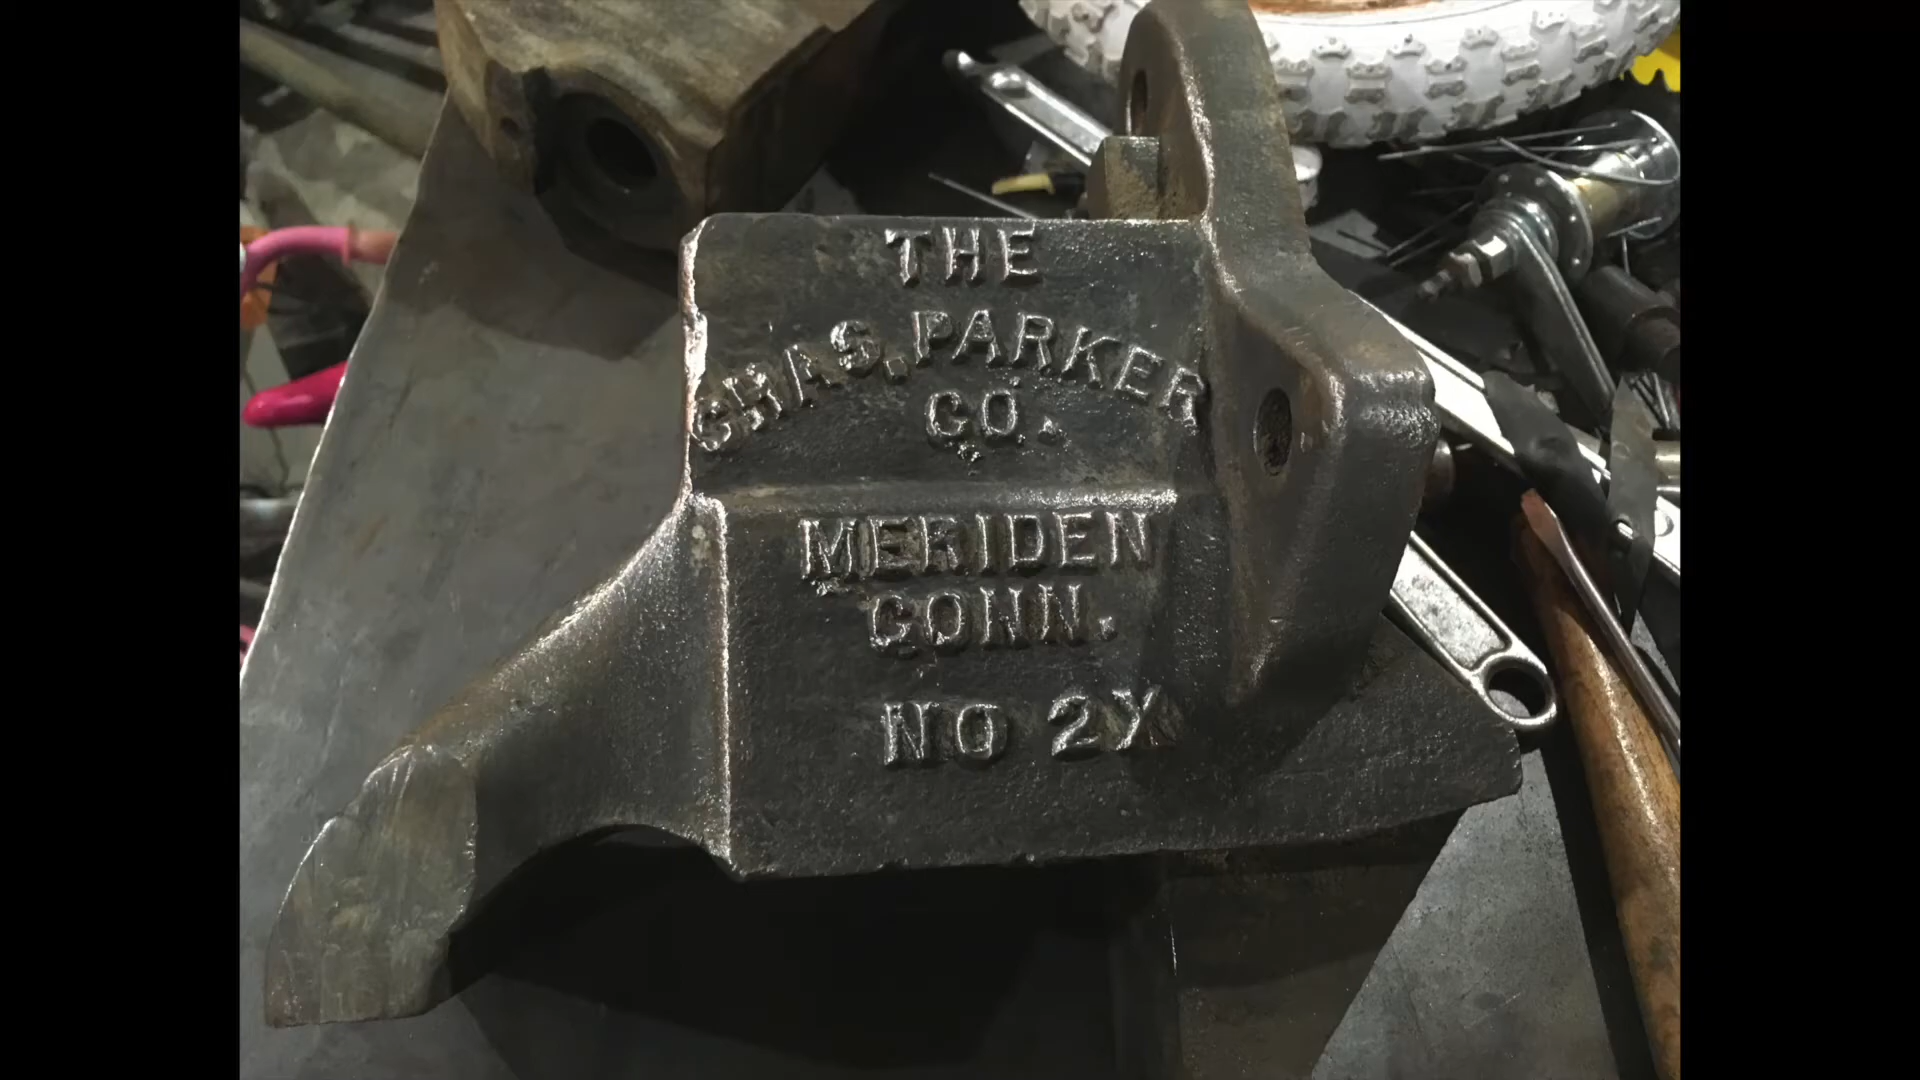 THE
CHAS. PARKER
CO.
MERIDEN
CONN.
NO 2X